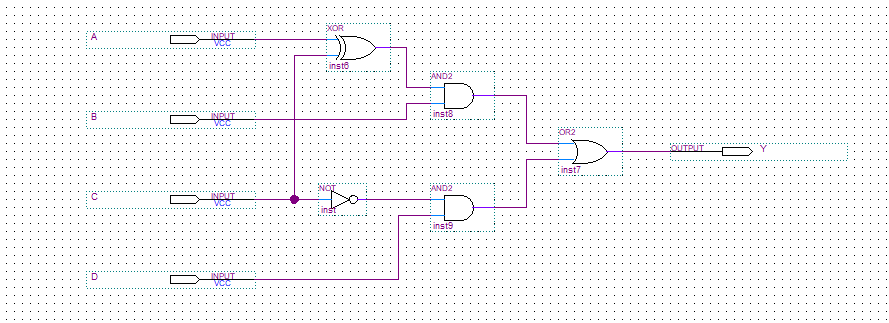 XOR
A
INPUT
VCC
inst6
AND2
B
INPUT
VCC
inst8
OR2
OUTPUT
Y
inst7
C
INPUT
VCC
NOT
inst
AND2
inst9
D
INPUT
VCC